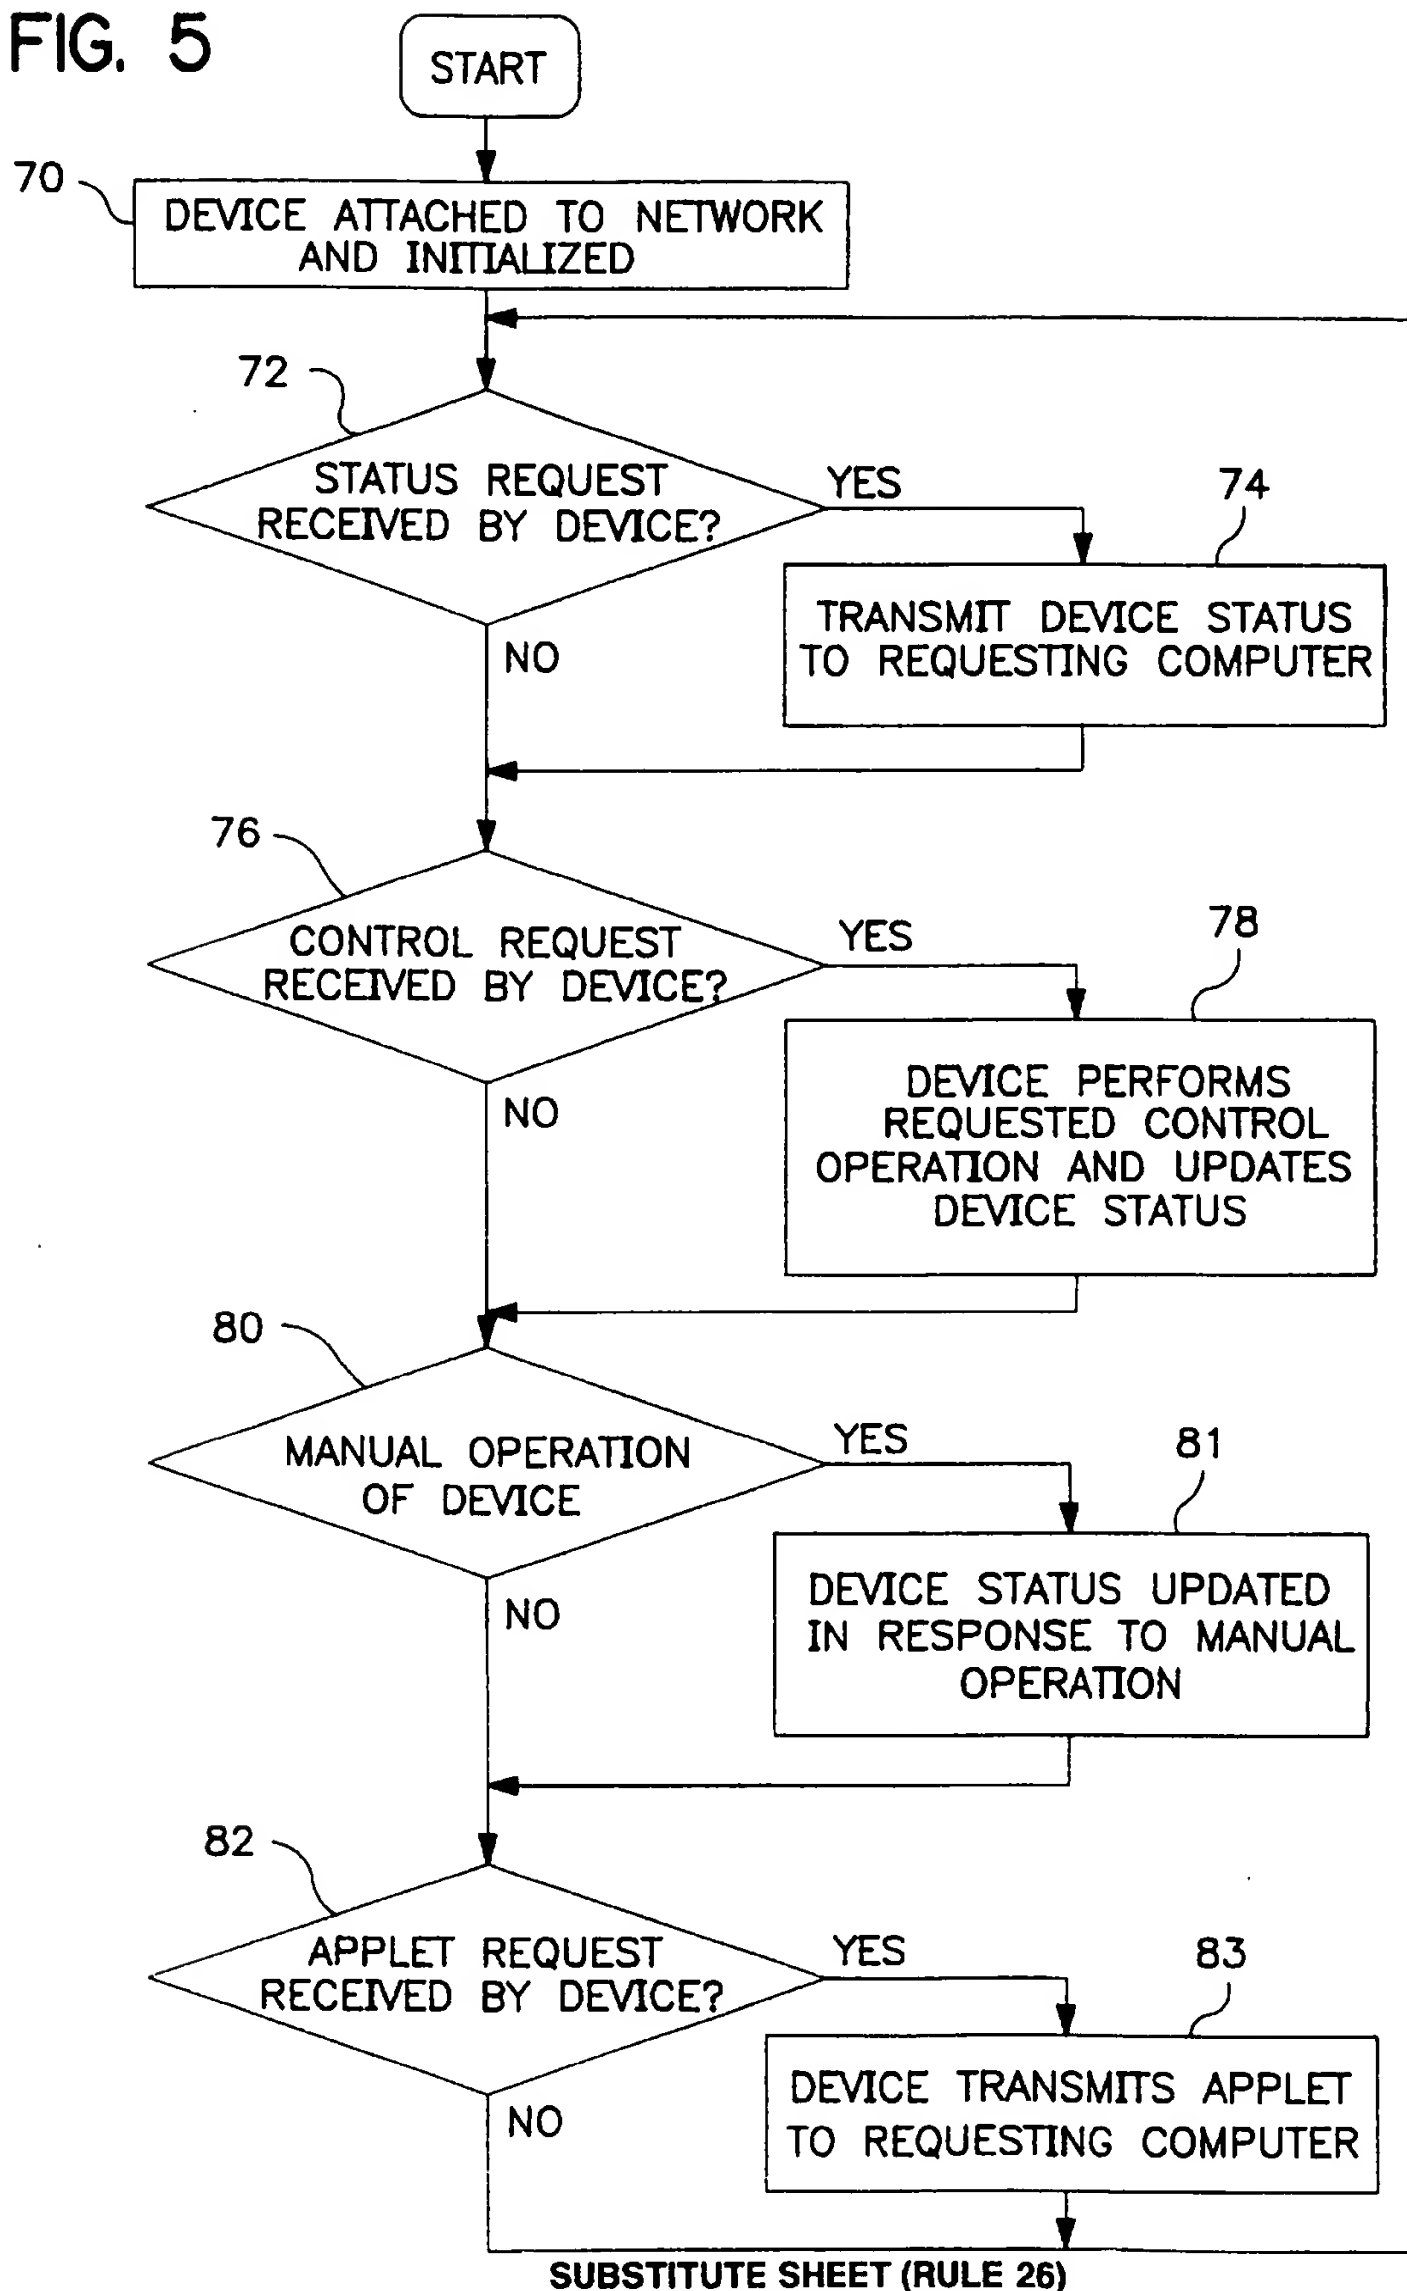 FIG. 5
START
70
DEVICE ATTACHED TO NETWORK
AND INITIALIZED
72
STATUS REQUEST
RECEIVED BY DEVICE?
YES
NO
74
TRANSMIT DEVICE STATUS
TO REQUESTING COMPUTER
76
CONTROL REQUEST
RECEIVED BY DEVICE?
YES
NO
78
DEVICE PERFORMS
REQUESTED CONTROL
OPERATION AND UPDATES
DEVICE STATUS
80
MANUAL OPERATION
OF DEVICE
YES
NO
81
DEVICE STATUS UPDATED
IN RESPONSE TO MANUAL
OPERATION
82
APPLET REQUEST
RECEIVED BY DEVICE?
YES
NO
83
DEVICE TRANSMITS APPLET
TO REQUESTING COMPUTER
SUBSTITUTE SHEET (RULE 26)